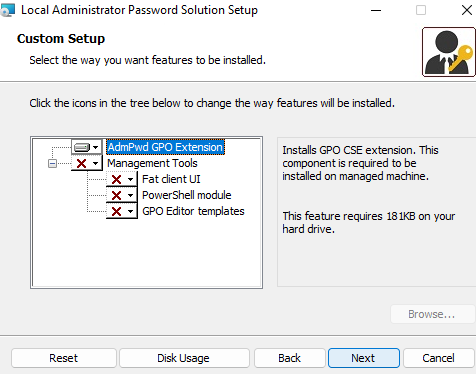 Local Administrator Password Solution Setup
Custom Setup
Select the way you want features to be installed.
Click the icons in the tree below to change the way features will be installed.
AdmPwd GPO Extension
Management Tools
Fat client UI
PowerShell module
GPO Editor templates
Installs GPO CSE extension. This
component is required to be
installed on managed machine.
This feature requires 181KB on your
hard drive.
Browse...
Reset
Disk Usage
Back
Next
Cancel